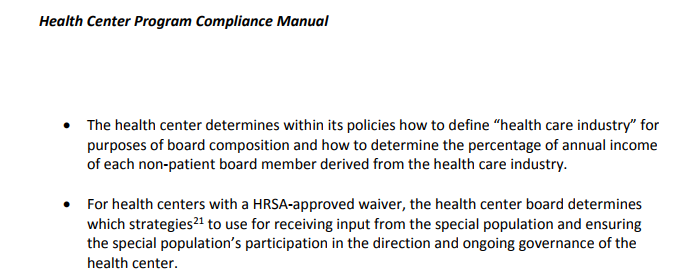 Health Center Program Compliance Manual
• The health center determines within its policies how to define “health care industry” for
purposes of board composition and how to determine the percentage of annual income
of each non-patient board member derived from the health care industry.
• For health centers with a HRSA-approved waiver, the health center board determines
which strategies²¹ to use for receiving input from the special population and ensuring
the special population’s participation in the direction and ongoing governance of the
health center.